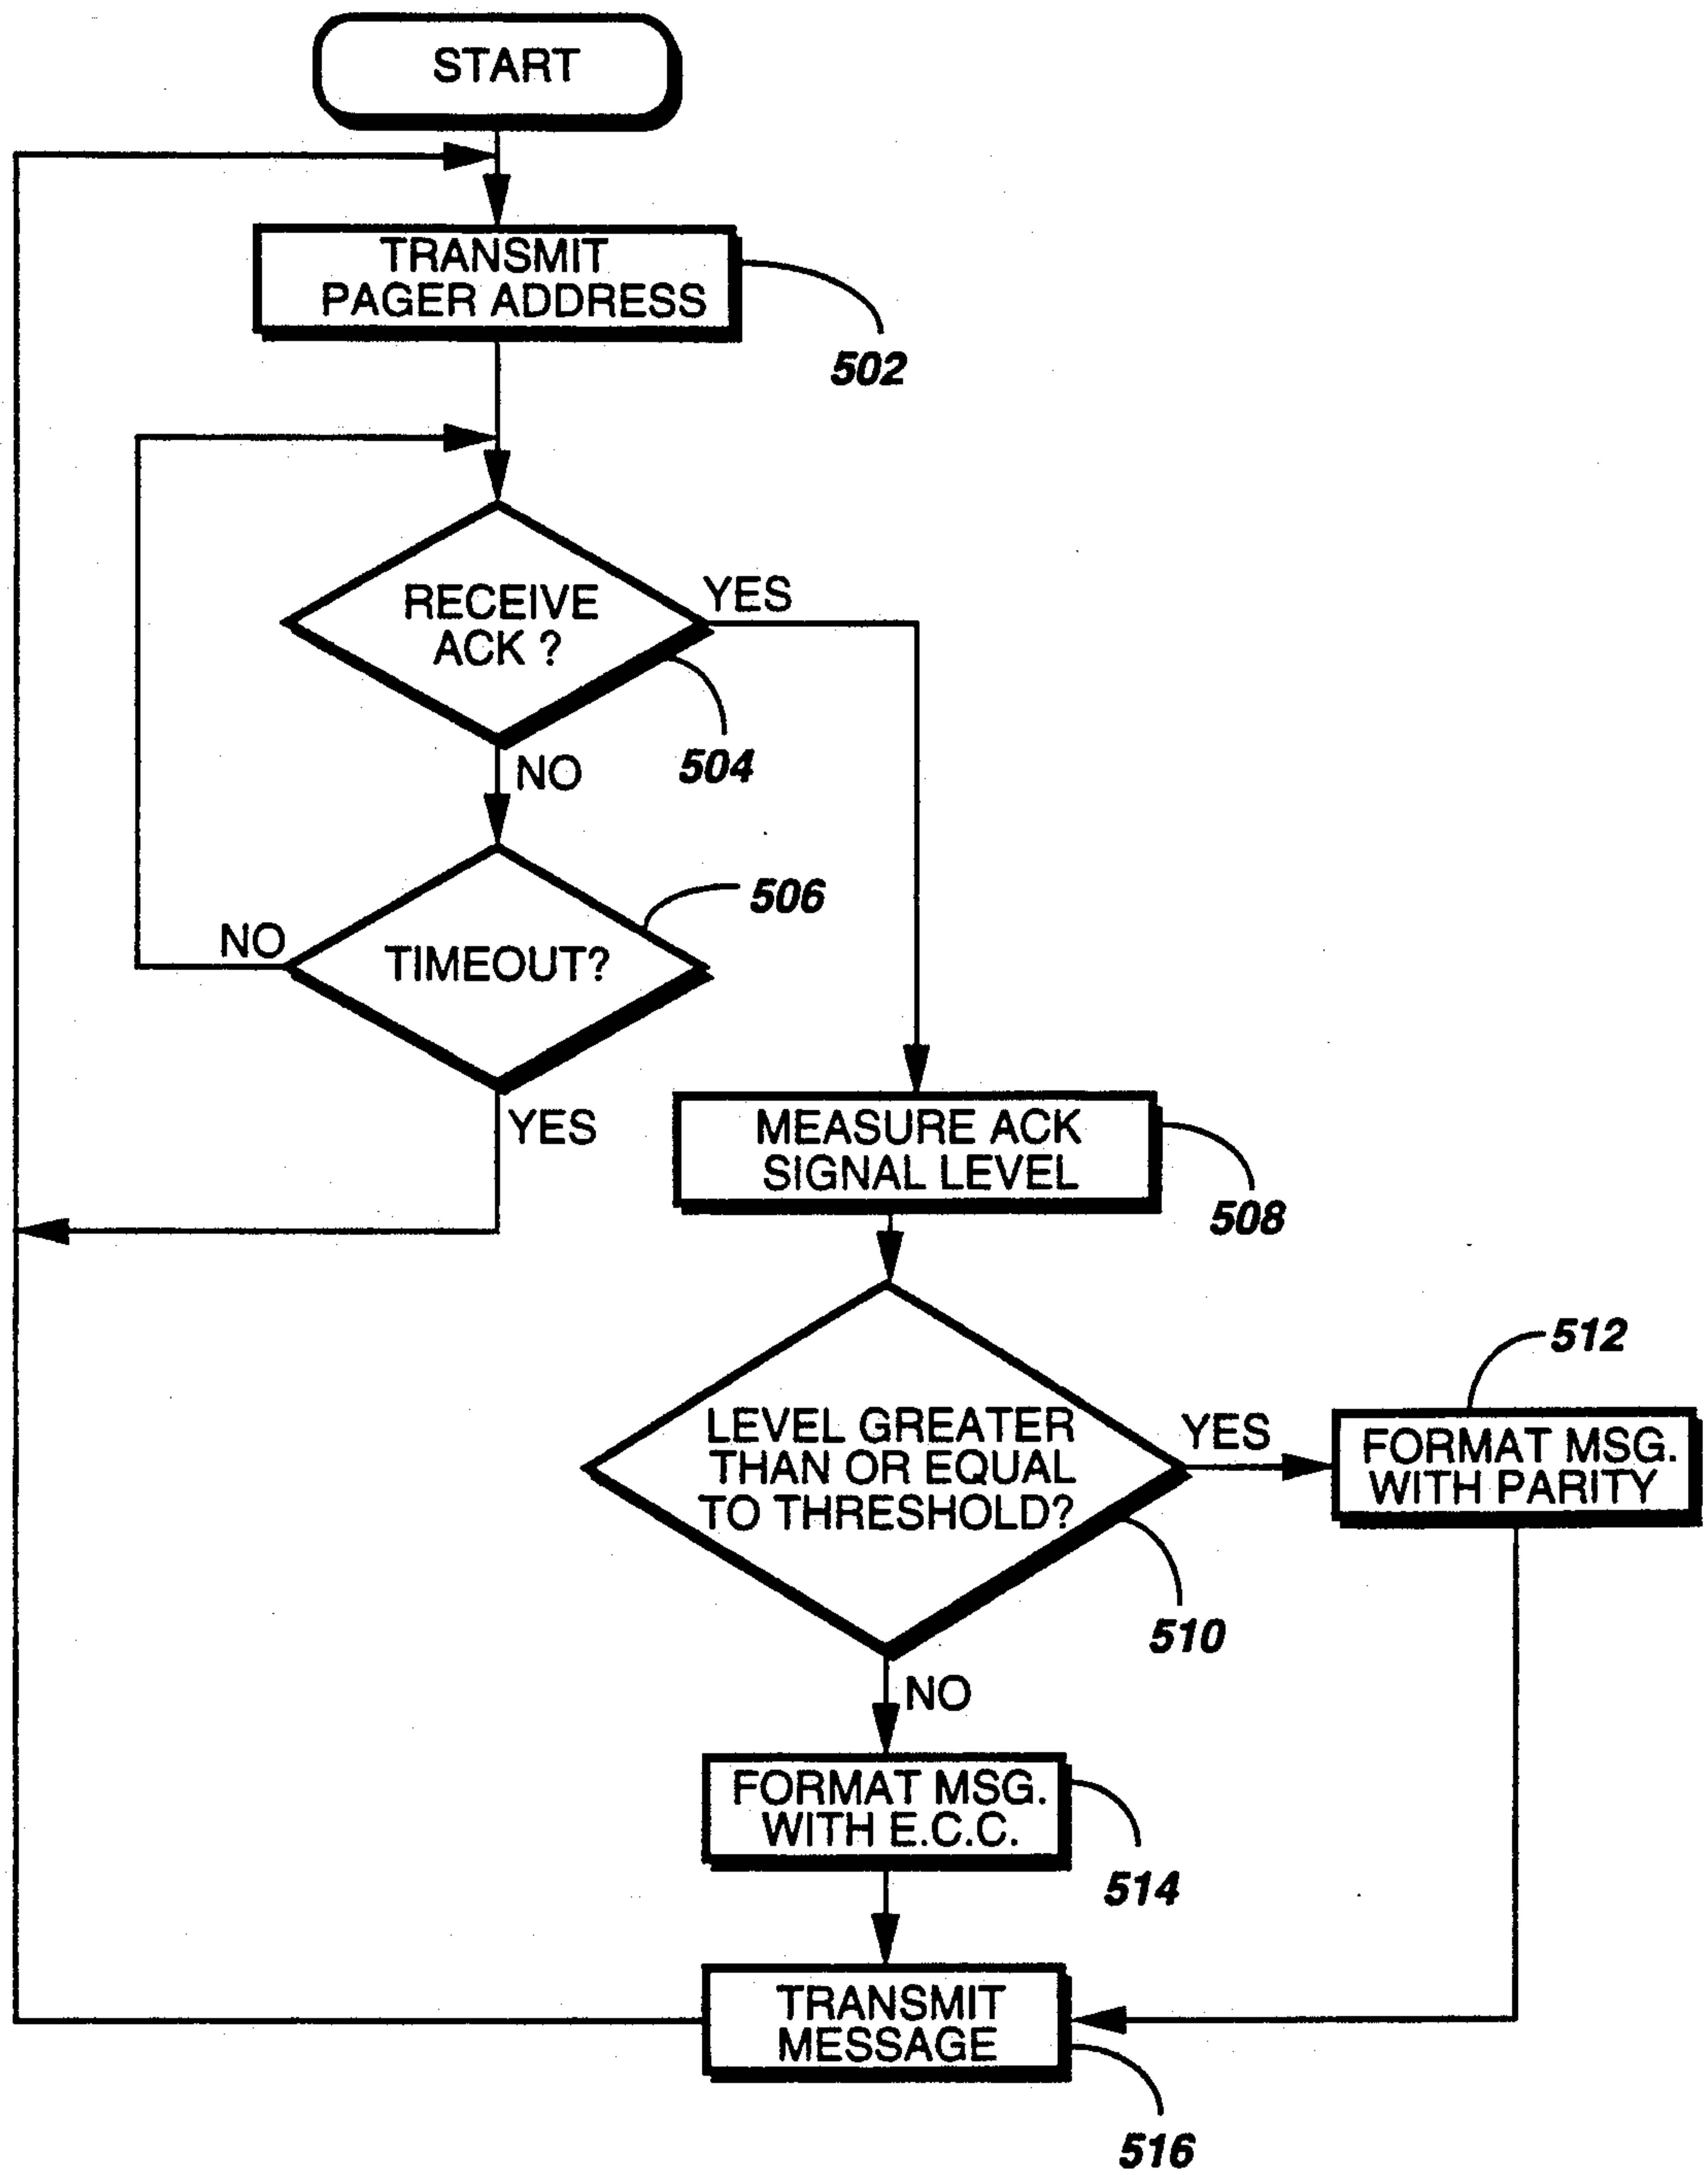 START
TRANSMIT
PAGER ADDRESS
502
RECEIVE
ACK ?
YES
504
NO
506
TIMEOUT?
NO
YES
MEASURE ACK
SIGNAL LEVEL
508
LEVEL GREATER
THAN OR EQUAL
TO THRESHOLD?
YES
510
512
FORMAT MSG.
WITH PARITY
NO
FORMAT MSG.
WITH E.C.C.
514
TRANSMIT
MESSAGE
516